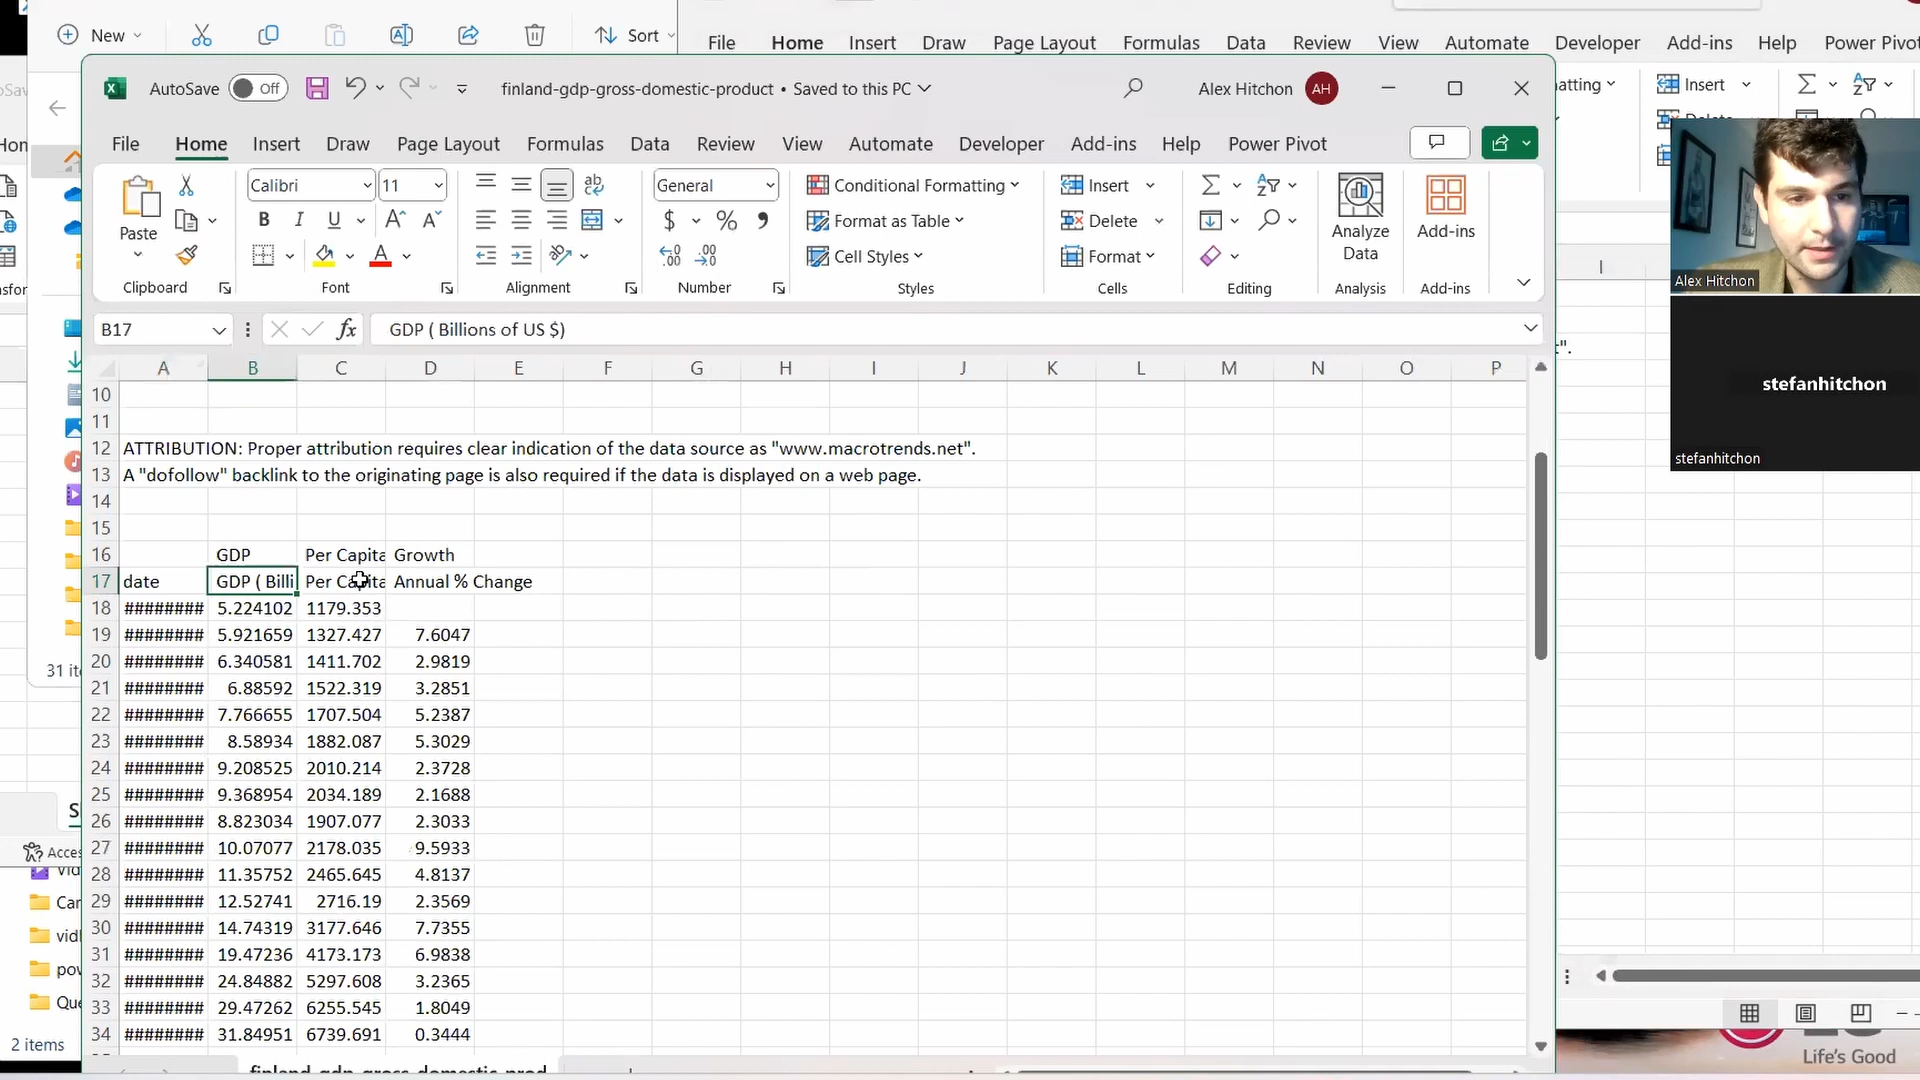 New
Sort
File Home Insert Draw Page Layout Formulas Data Review View Automate Developer Add-ins Help Power Pivot
Insert
AutoSave Off
finland-gdp-gross-domestic-product • Saved to this PC
Alex Hitchon AH
File Home Insert Draw Page Layout Formulas Data Review View Automate Developer Add-ins Help Power Pivot
Paste
Calibri 11
General
Conditional Formatting
Format as Table
Cell Styles
Insert
Delete
Format
Analyze Data
Add-ins
Clipboard Font Alignment Number Styles Cells Editing Analysis Add-ins
B17 fx GDP ( Billions of US $)
A B C D E F G H I J K L M N O P
10
11
12 ATTRIBUTION: Proper attribution requires clear indication of the data source as "www.macrotrends.net".
13 A "dofollow" backlink to the originating page is also required if the data is displayed on a web page.
14
15
16 GDP Per Capita Growth
17 date GDP ( Billi Per Capita Annual % Change
18 ######## 5.224102 1179.353
19 ######## 5.921659 1327.427 7.6047
20 ######## 6.340581 1411.702 2.9819
21 ######## 6.88592 1522.319 3.2851
22 ######## 7.766655 1707.504 5.2387
23 ######## 8.58934 1882.087 5.3029
24 ######## 9.208525 2010.214 2.3728
25 ######## 9.368954 2034.189 2.1688
26 ######## 8.823034 1907.077 2.3033
27 ######## 10.07077 2178.035 9.5933
28 ######## 11.35752 2465.645 4.8137
29 ######## 12.52741 2716.19 2.3569
30 ######## 14.74319 3177.646 7.7355
31 ######## 19.47236 4173.173 6.9838
32 ######## 24.84882 5297.608 3.2365
33 ######## 29.47262 6255.545 1.8049
34 ######## 31.84951 6739.691 0.3444
Alex Hitchon
stefanhitchon
stefanhitchon
I
31 ite
Acces
Car
vidl
pov
Que
2 items
Life's Good